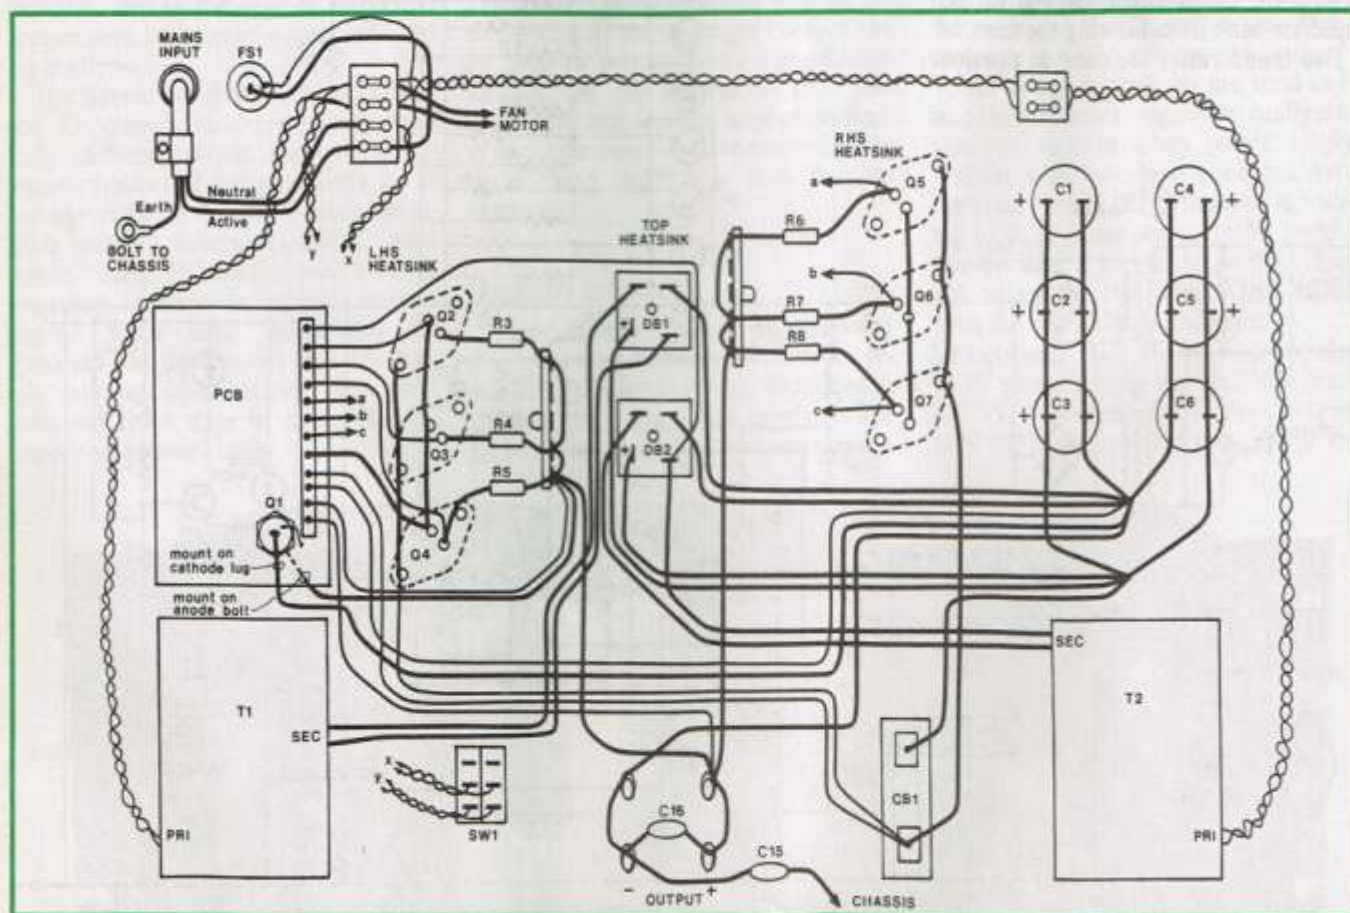 MAINS
INPUT
FS1
FAN
MOTOR
Neutral
Active
Earth
BOLT TO
CHASSIS
y
x
LHS
HEATSINK
TOP
HEATSINK
RHS
HEATSINK
a
b
c
Q5
Q6
Q7
R6
R7
R8
C1
C4
+
+
C2
C5
+
+
C3
C6
+
+
PCB
a
b
c
Q2
Q3
Q4
R3
R4
R5
+
DB1
+
DB2
Q1
mount on
cathode lug
mount on
anode bolt
T1
SEC
PRI
x
y
SW1
C16
C15
-
OUTPUT
+
CHASSIS
CS1
SEC
T2
PRI